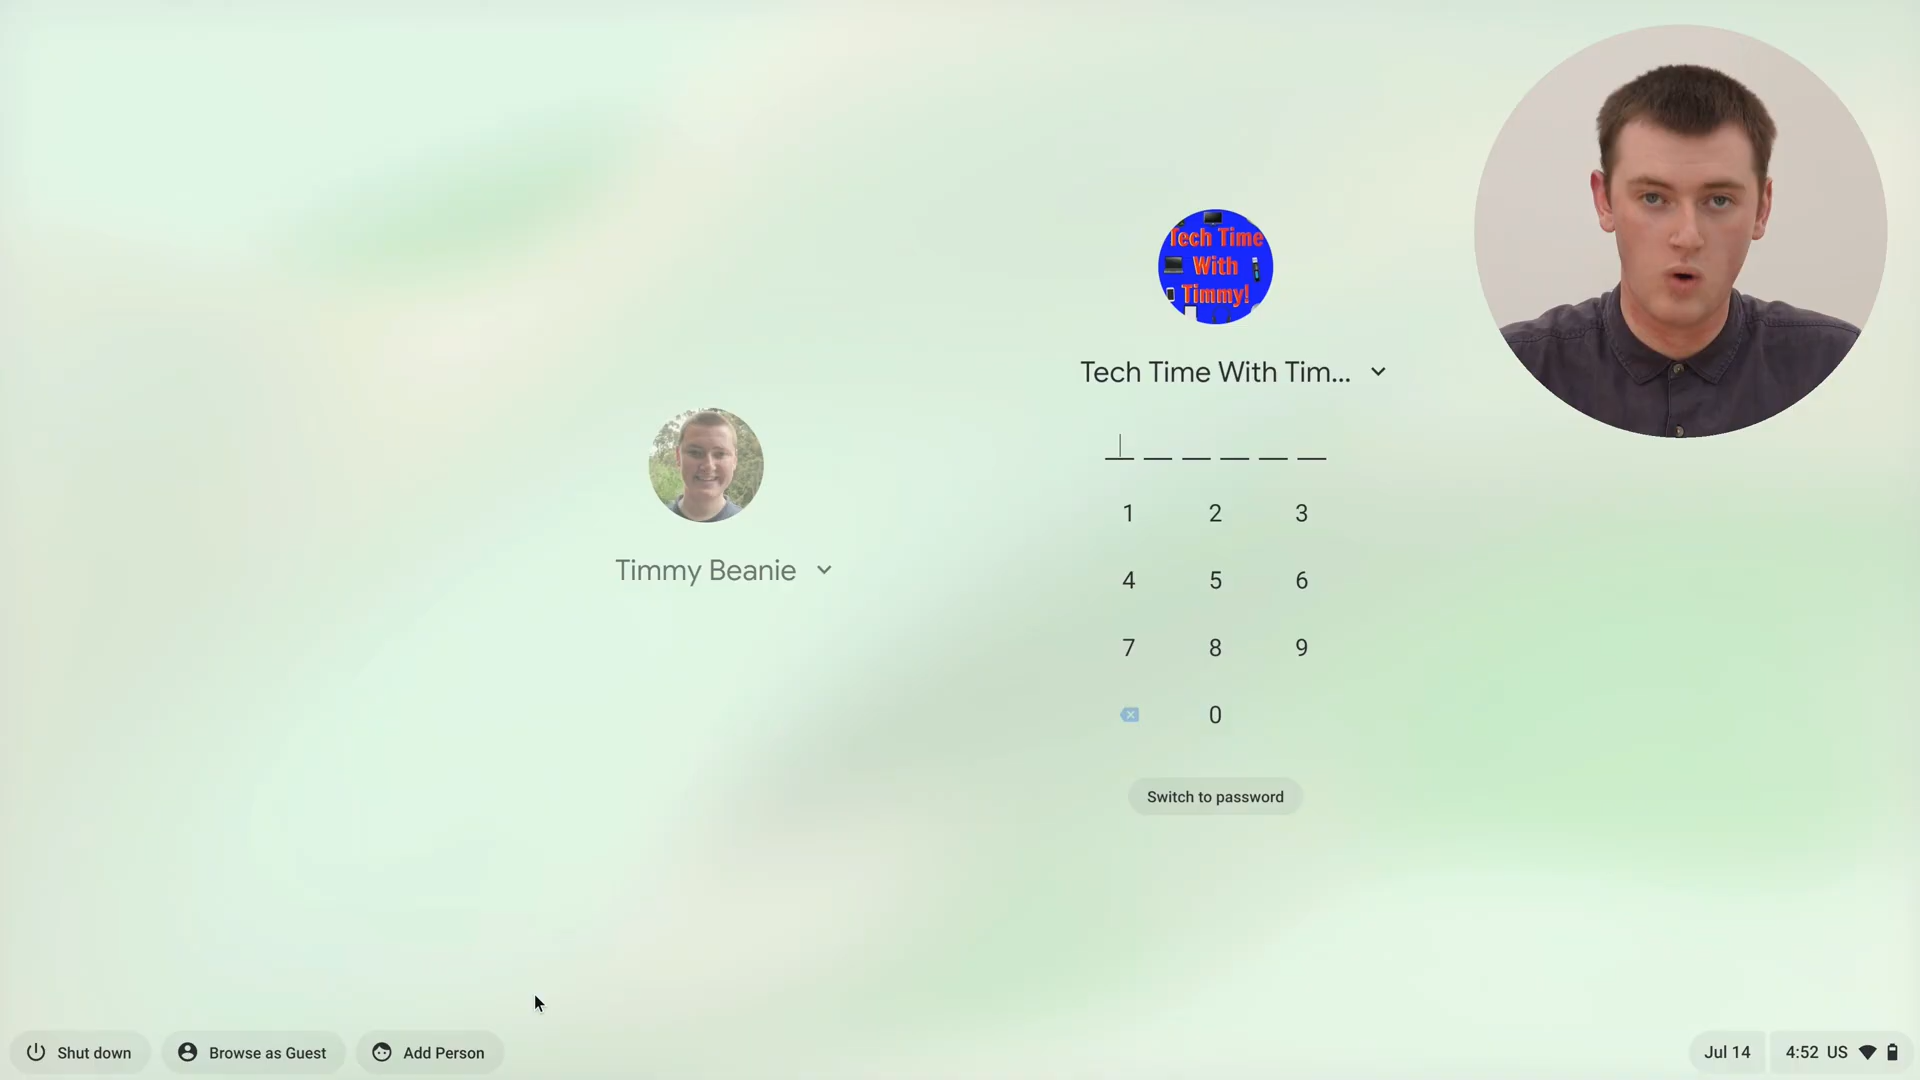 Tech Time
With
Timmy!
Tech Time With Tim...
Timmy Beanie
1 2 3
4 5 6
7 8 9
0
Switch to password
Shut down
Browse as Guest
Add Person
Jul 14
4:52 US